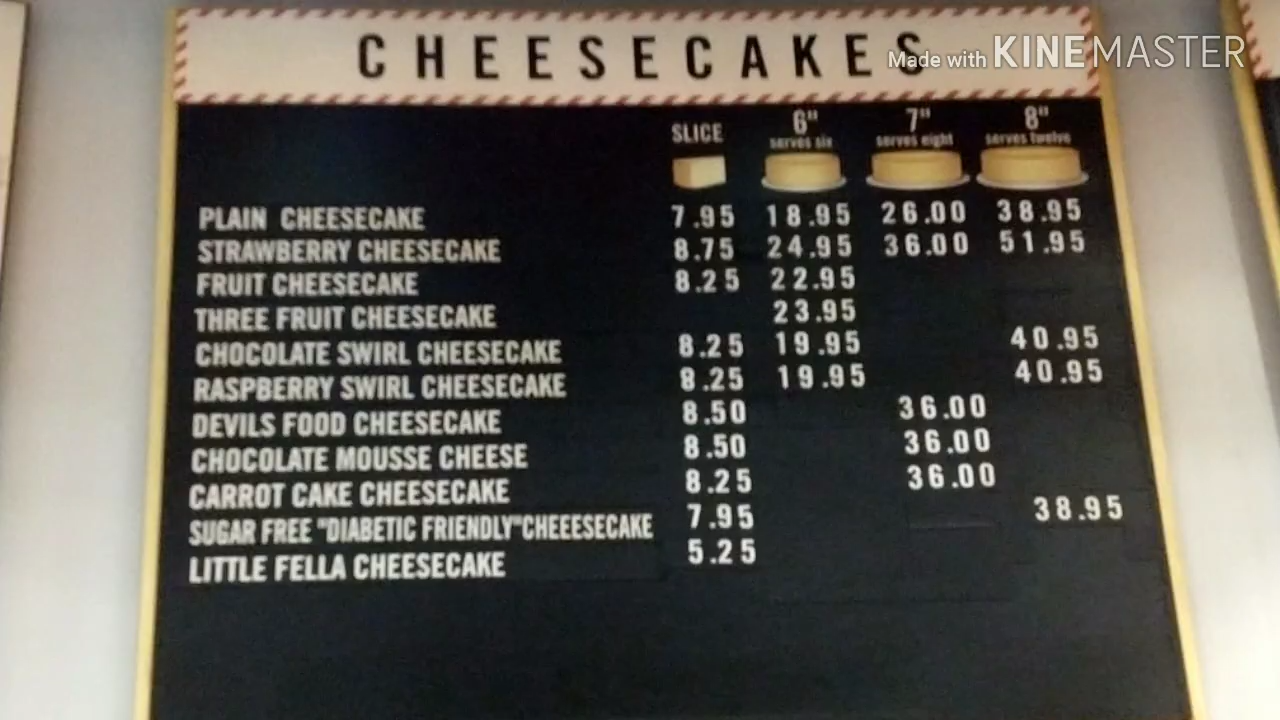 CHEESECAKES
Made with KINEMASTER
SLICE 6" 7" 8"
serves six serves eight serves twelve
PLAIN CHEESECAKE 7.95 18.95 26.00 38.95
STRAWBERRY CHEESECAKE 8.75 24.95 36.00 51.95
FRUIT CHEESECAKE 8.25 22.95
THREE FRUIT CHEESECAKE 23.95
CHOCOLATE SWIRL CHEESECAKE 8.25 19.95 40.95
RASPBERRY SWIRL CHEESECAKE 8.25 19.95 40.95
DEVILS FOOD CHEESECAKE 8.50 36.00
CHOCOLATE MOUSSE CHEESE 8.50 36.00
CARROT CAKE CHEESECAKE 8.25 36.00
SUGAR FREE "DIABETIC FRIENDLY"CHEEESECAKE 7.95 38.95
LITTLE FELLA CHEESECAKE 5.25